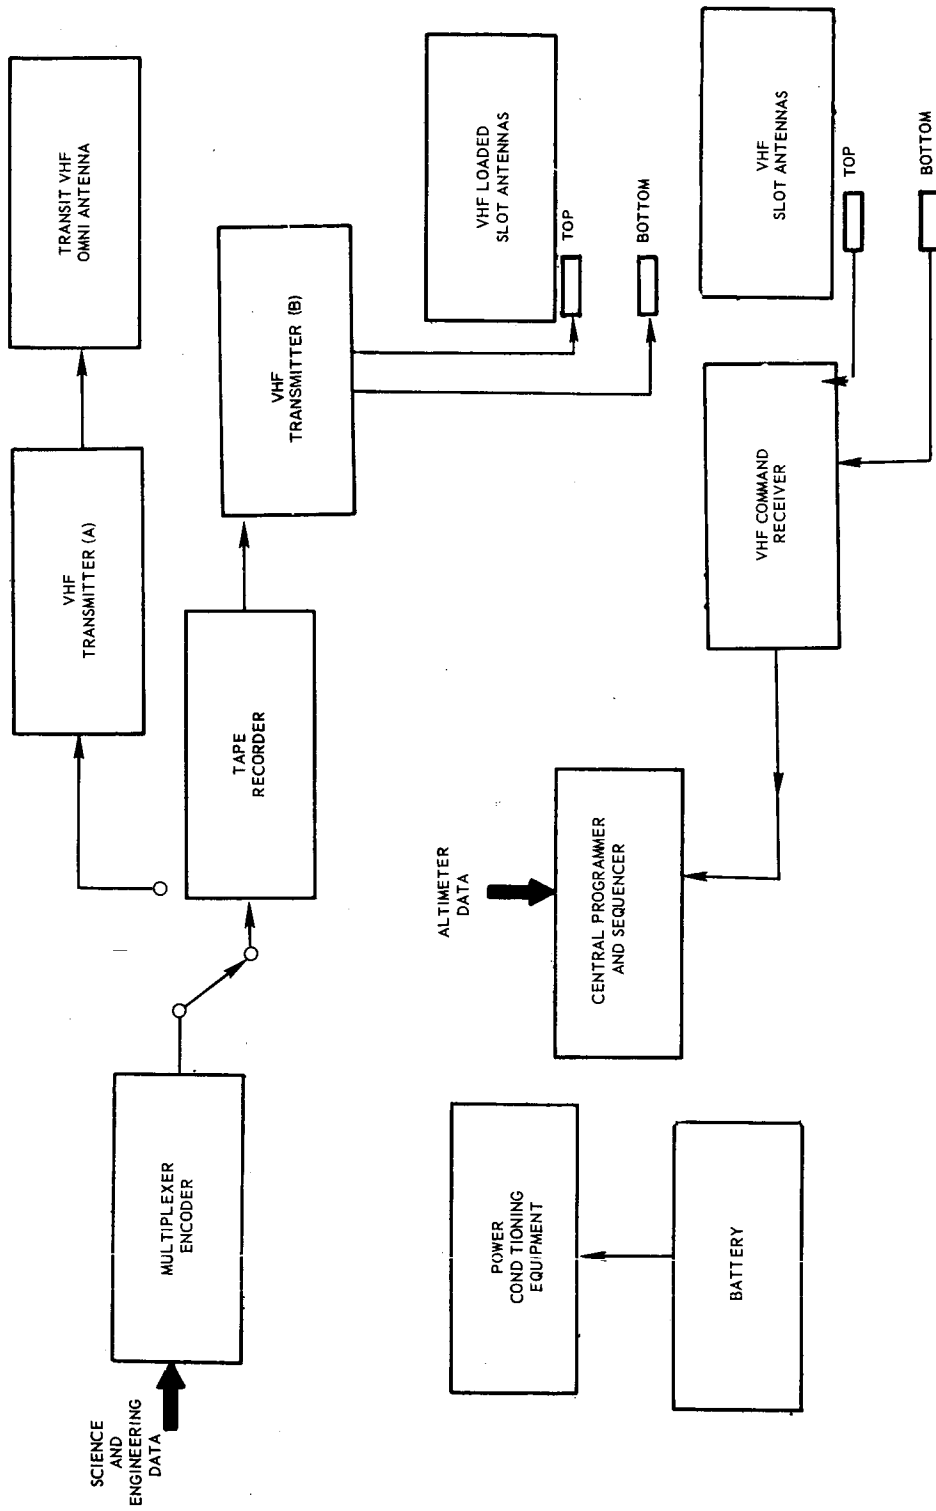 SCIENCE
AND
ENGINEERING
DATA
MULTIPLEXER
ENCODER
VHF
TRANSMITTER (A)
TRANSIT VHF
OMNI ANTENNA
TAPE
RECORDER
VHF
TRANSMITTER (B)
VHF LOADED
SLOT ANTENNAS
TOP
BOTTOM
ALTIMETER
DATA
CENTRAL PROGRAMMER
AND SEQUENCER
POWER
CONDITIONING
EQUIPMENT
BATTERY
VHF COMMAND
RECEIVER
VHF
SLOT ANTENNAS
TOP
BOTTOM